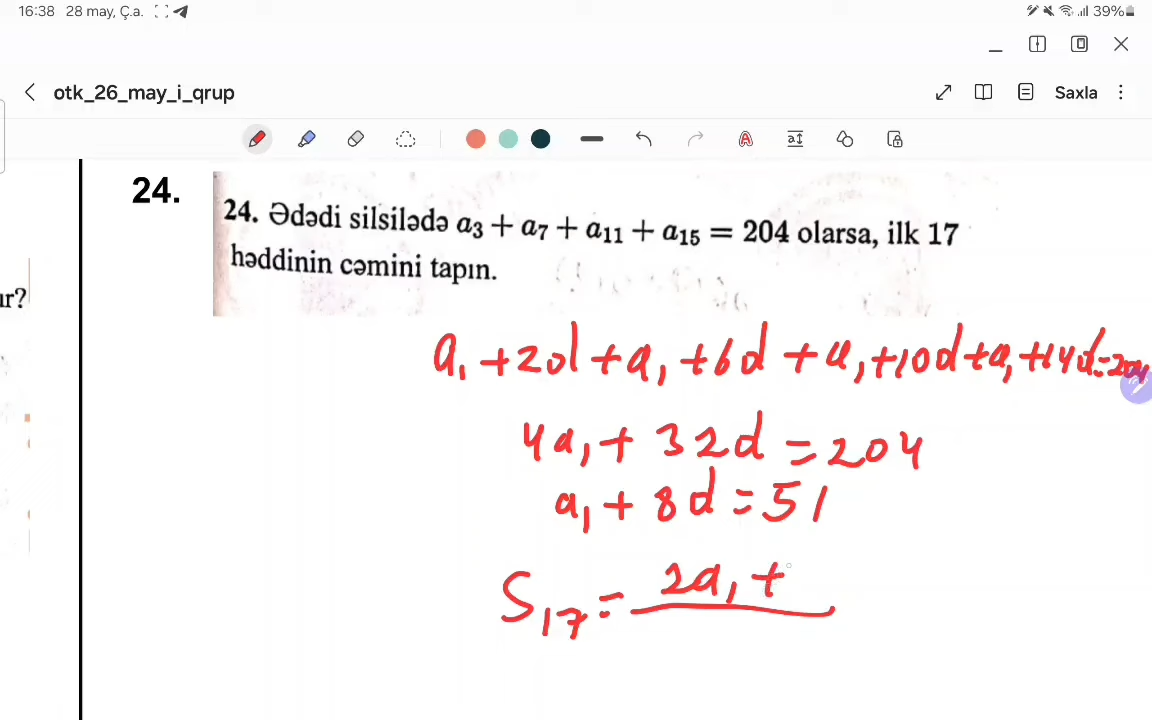 16:38 28 may, Ç.a. 39%
otk_26_may_i_qrup
Saxla
24.
24. Ədədi silsilədə a₃ + a₇ + a₁₁ + a₁₅ = 204 olarsa, ilk 17
həddinin cəmini tapın.
ır?
a₁ + 2d + a₁ + 6d + a₁ + 10d + a₁ + 14d = 204
4a₁ + 32d = 204
a₁ + 8d = 51
S₁₇ = 2a₁ +